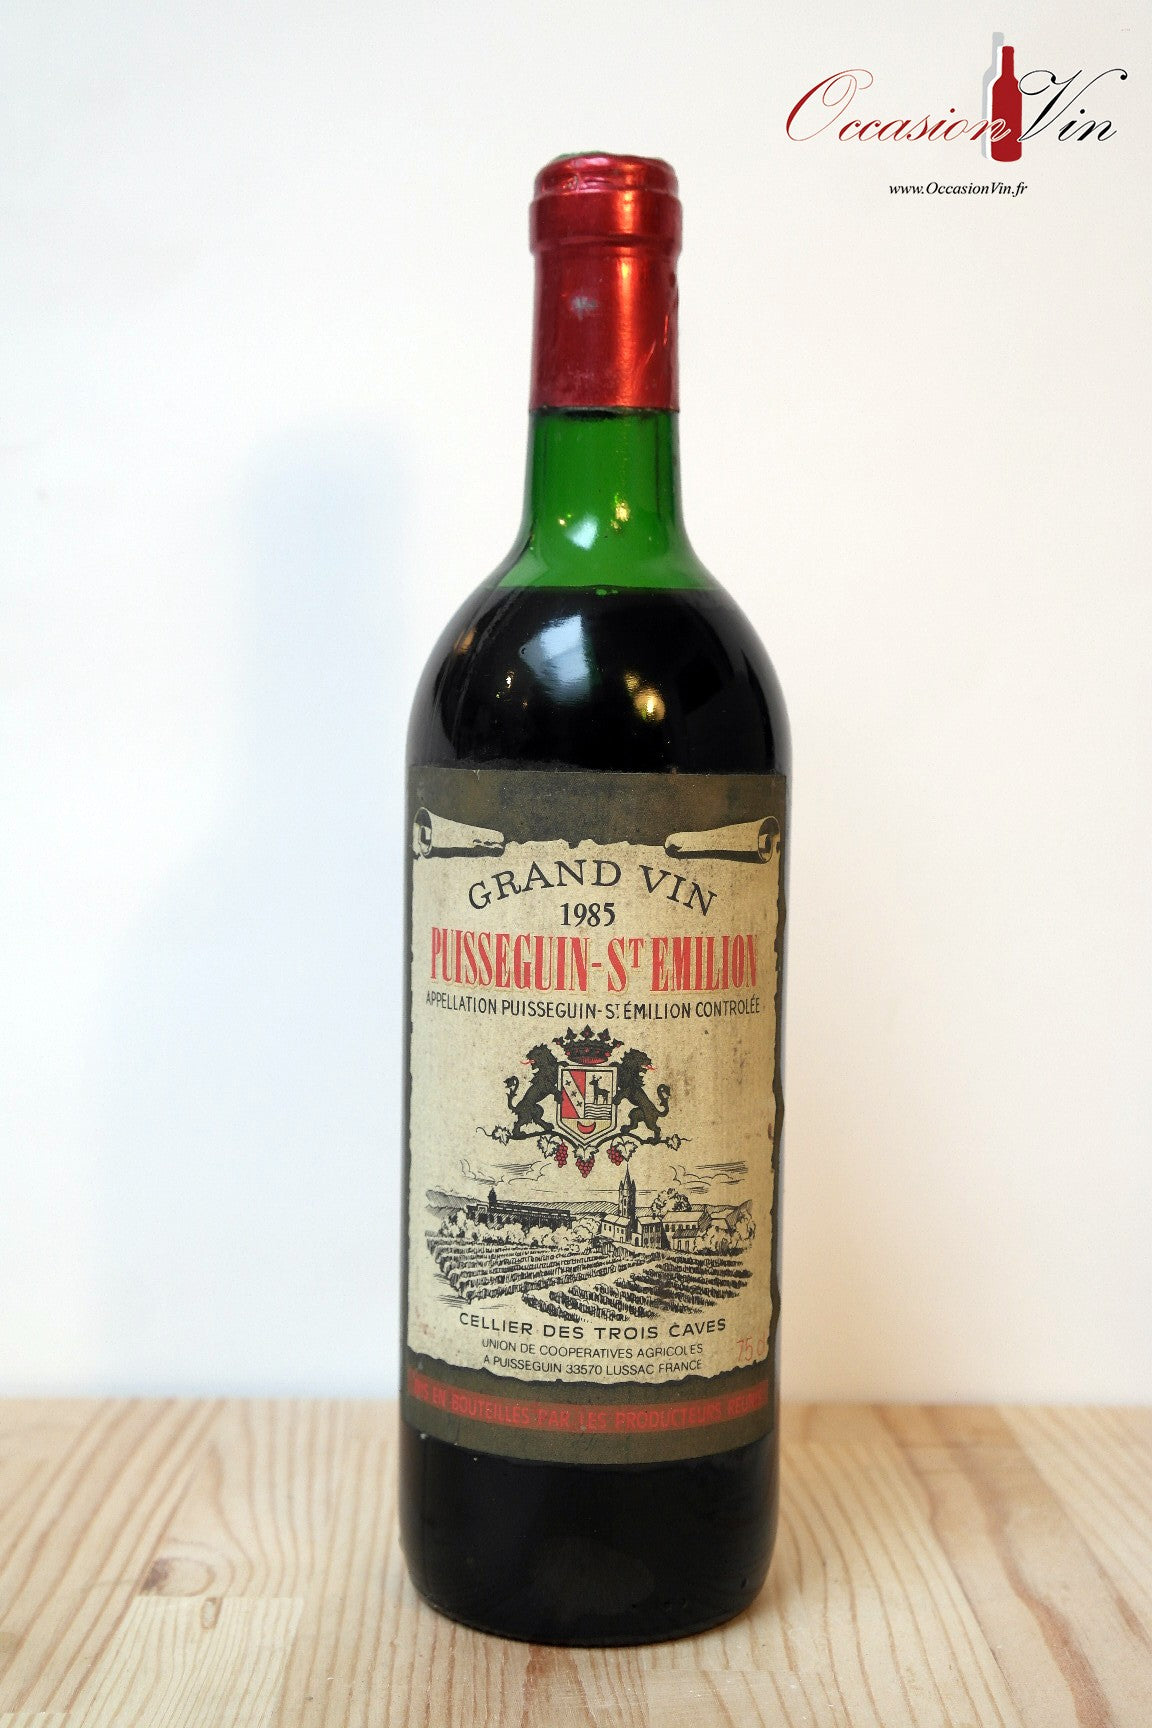 Occasion Vin
www.OccasionVin.fr
GRAND VIN
1985
PUISSEGUIN-ST EMILION
APPELLATION PUISSEGUIN-ST ÉMILION CONTROLÉE
CELLIER DES TROIS CAVES
UNION DE COOPERATIVES AGRICOLES
75
A PUISSEGUIN 33570 LUSSAC FRANCE
EN BOUTEILLES PAR LES PRODUCTEURS